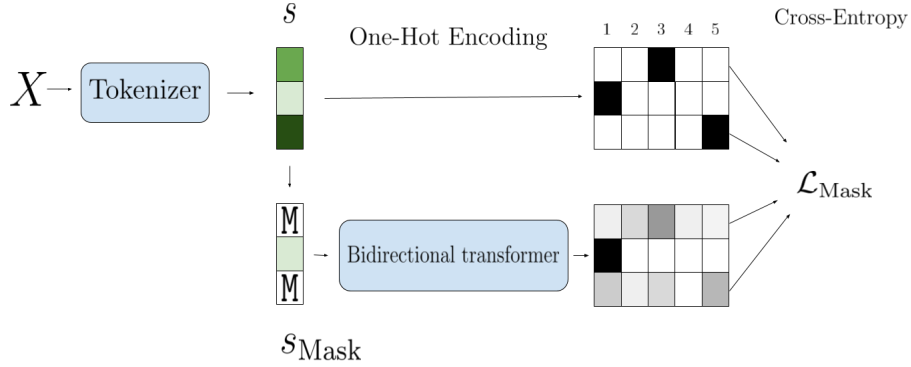 s
Cross-Entropy
1 2 3 4 5
One-Hot Encoding
X
Tokenizer
ℒMask
M
Bidirectional transformer
M
sMask